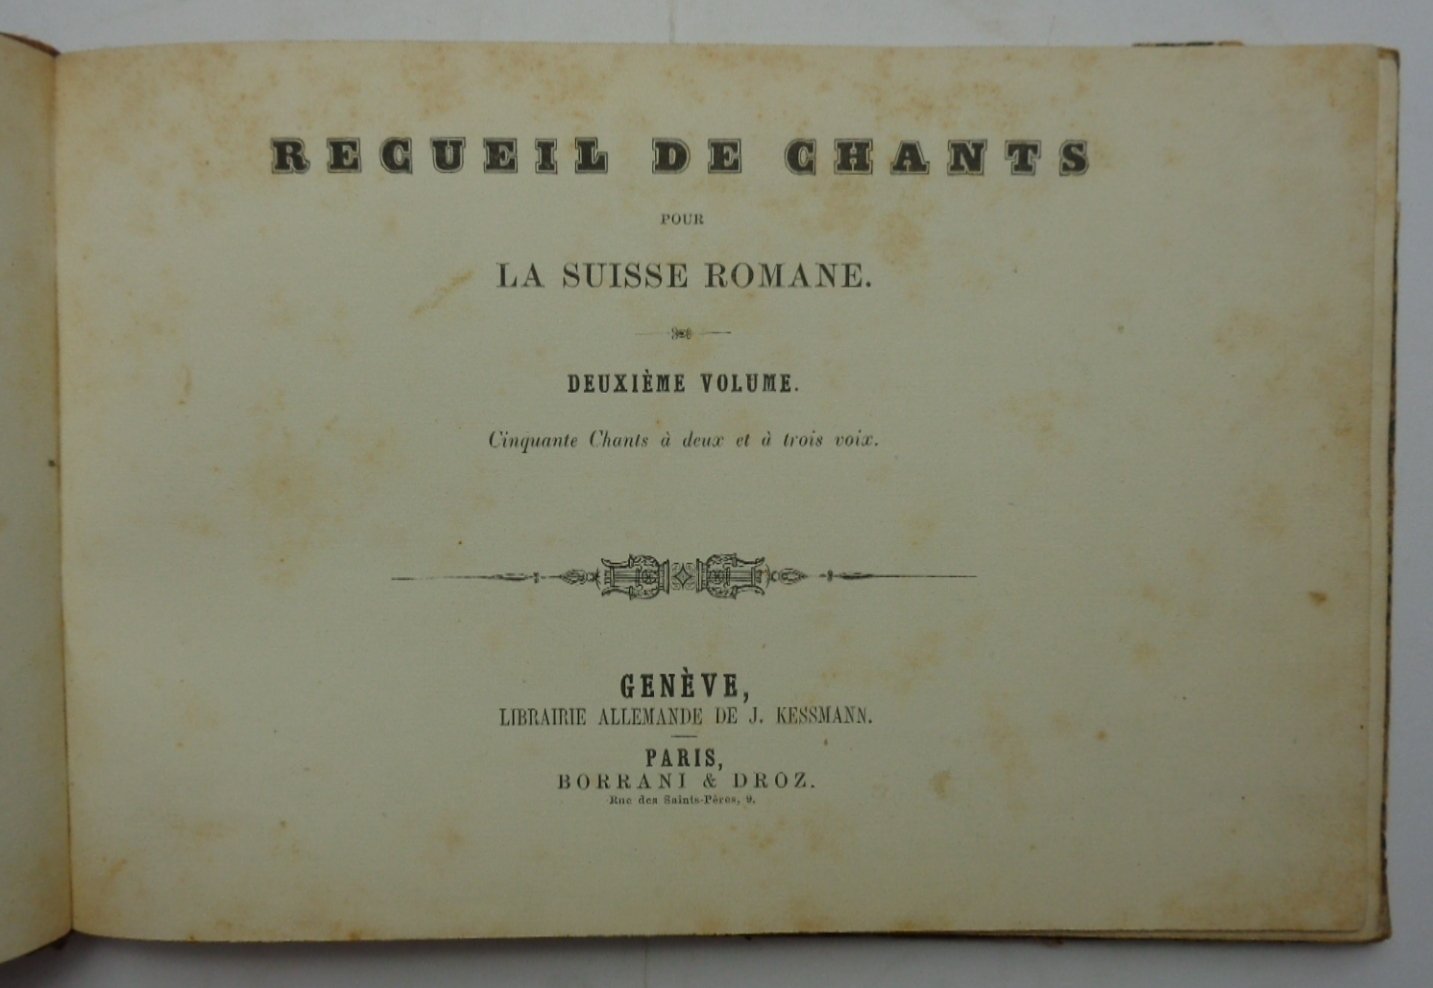 RECUEIL DE CHANTS
POUR
LA SUISSE ROMANE.
DEUXIÈME VOLUME.
Cinquante Chants à deux et à trois voix.
GENÈVE,
LIBRAIRIE ALLEMANDE DE J. KESSMANN.
PARIS,
BORRANI & DROZ.
Rue des Saints-Pères, 9.